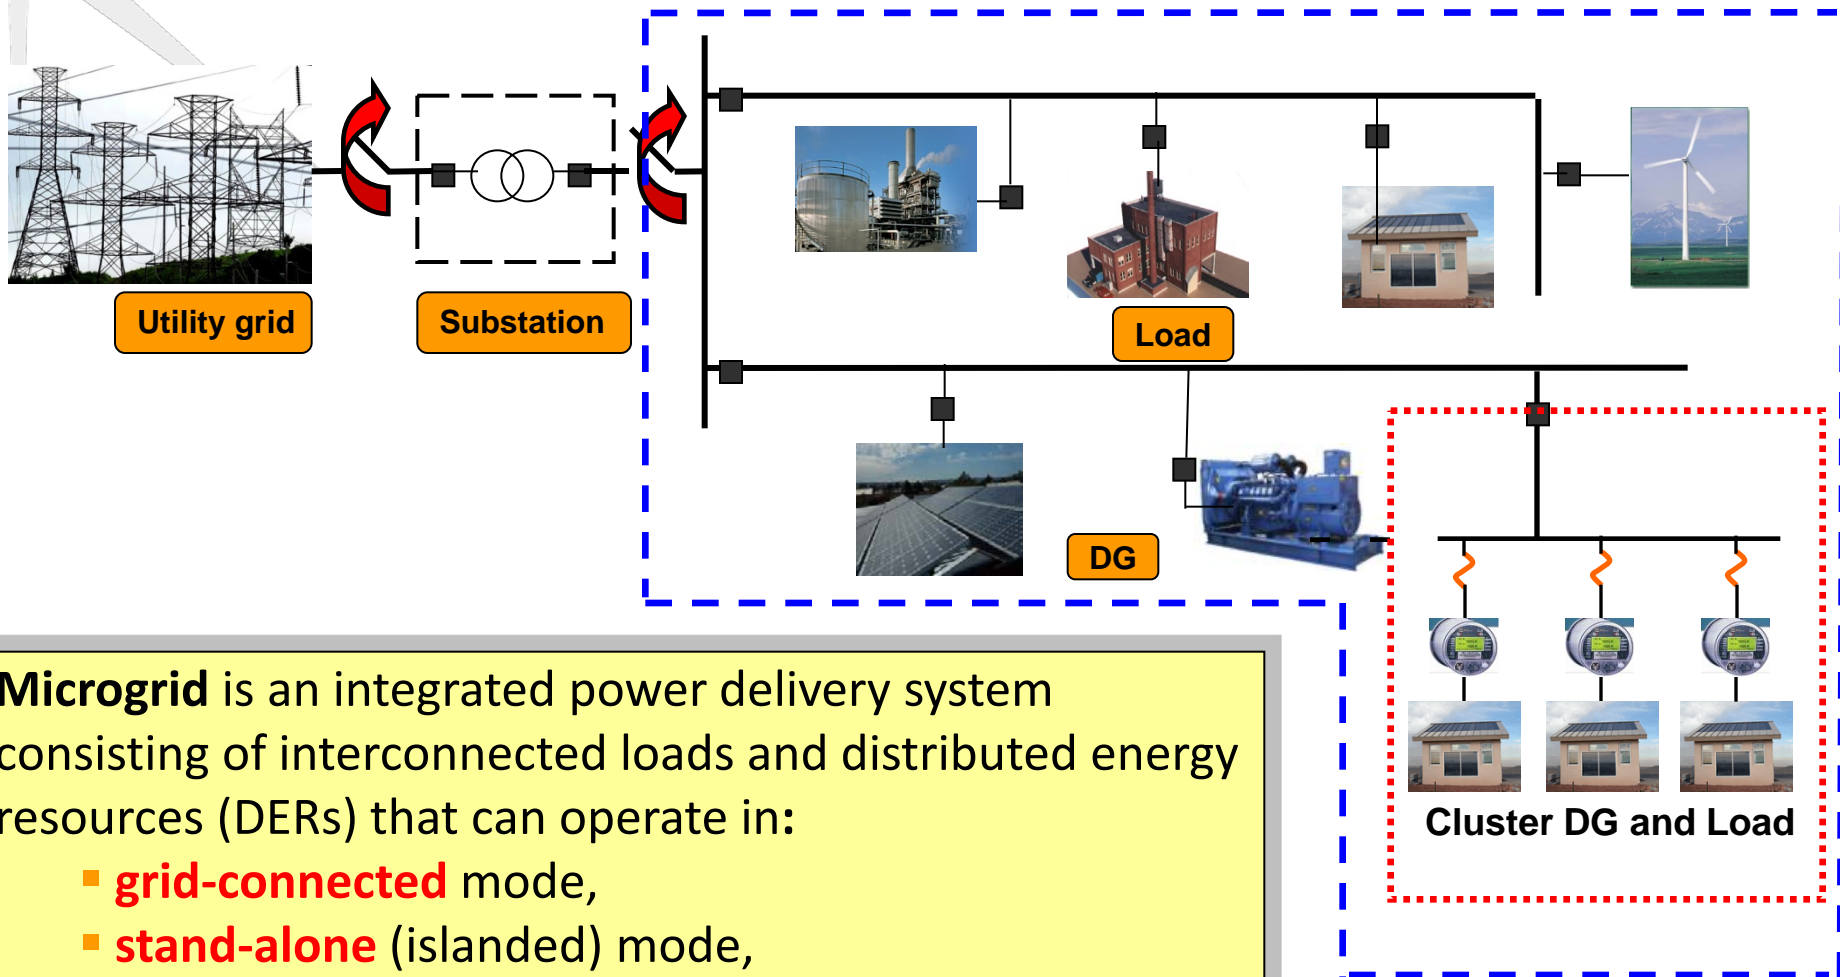 Utility grid
Substation
Load
DG
Cluster DG and Load
Microgrid is an integrated power delivery system
consisting of interconnected loads and distributed energy
resources (DERs) that can operate in:
grid-connected mode,
stand-alone (islanded) mode,